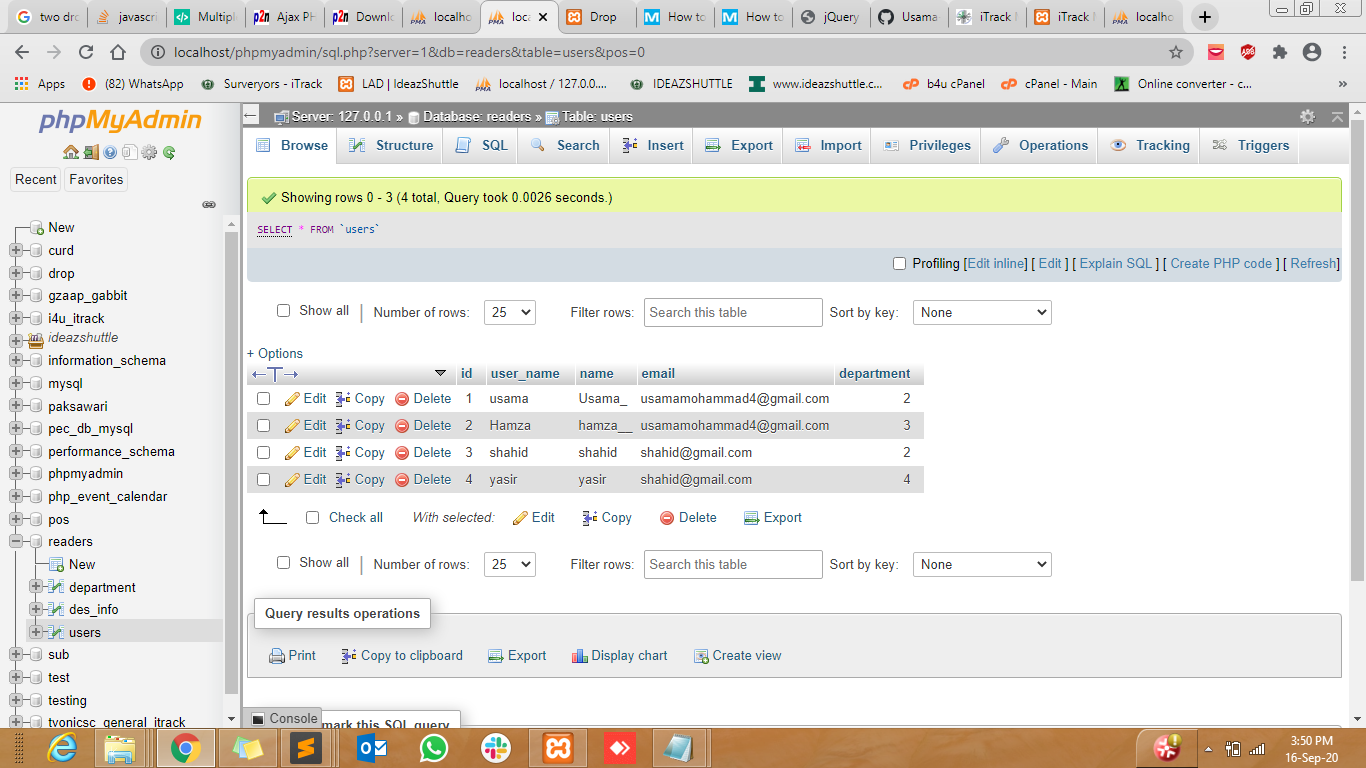 two dro
javascri
Multipl
Ajax PH
Downlo
localho
loca
Drop
How to
How to
jQuery
Usama
iTrack
iTrack
localho
localhost/phpmyadmin/sql.php?server=1&db=readers&table=users&pos=0
Apps (82) WhatsApp Surveryors - iTrack LAD | IdeazShuttle localhost / 127.0.0.... IDEAZSHUTTLE www.ideazshuttle.c... b4u cPanel cPanel - Main Online converter - c... »
phpMyAdmin
Recent Favorites
New
curd
drop
gzaap_gabbit
i4u_itrack
ideazshuttle
information_schema
mysql
paksawari
pec_db_mysql
performance_schema
phpmyadmin
php_event_calendar
pos
readers
New
department
des_info
users
sub
test
testing
tvonicsc_general_itrack
Server: 127.0.0.1 » Database: readers » Table: users
Browse Structure SQL Search Insert Export Import Privileges Operations Tracking Triggers
Showing rows 0 - 3 (4 total, Query took 0.0026 seconds.)
SELECT * FROM `users`
Profiling [Edit inline] [ Edit ] [ Explain SQL ] [ Create PHP code ] [ Refresh]
Show all | Number of rows: 25 Filter rows: Search this table Sort by key: None
+ Options
id user_name name email department
Edit Copy Delete 1 usama Usama_ usamamohammad4@gmail.com 2
Edit Copy Delete 2 Hamza hamza__ usamamohammad4@gmail.com 3
Edit Copy Delete 3 shahid shahid shahid@gmail.com 2
Edit Copy Delete 4 yasir yasir shahid@gmail.com 4
Check all With selected: Edit Copy Delete Export
Show all | Number of rows: 25 Filter rows: Search this table Sort by key: None
Query results operations
Print Copy to clipboard Export Display chart Create view
Console
mark this SQL query
3:50 PM
16-Sep-20